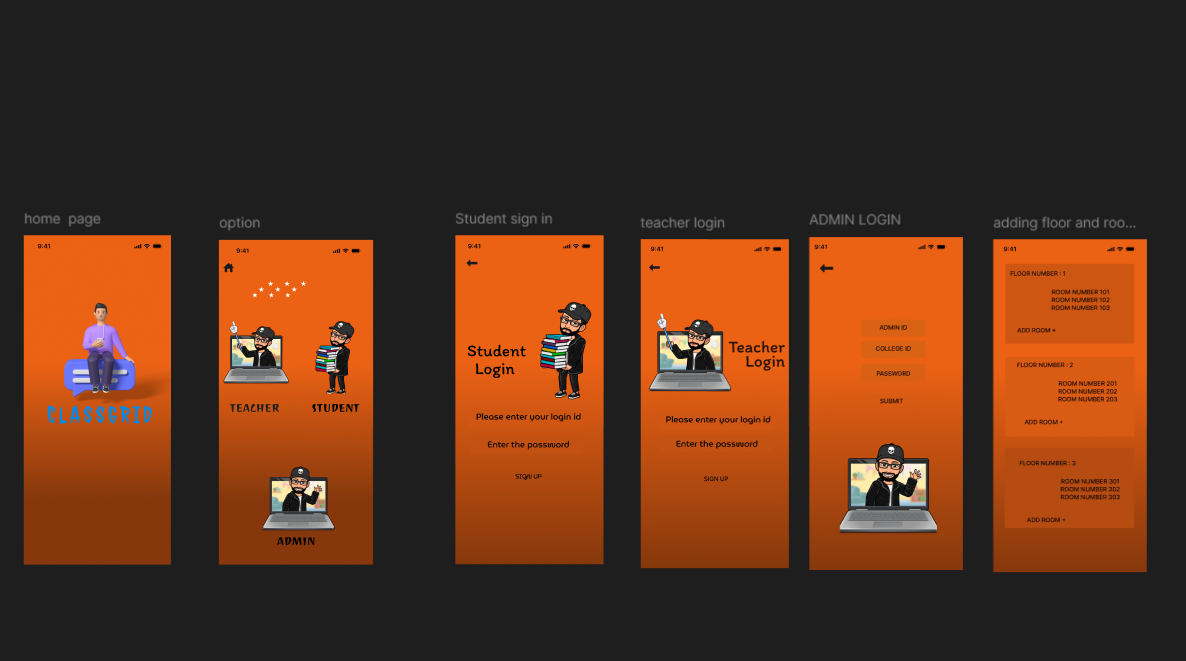 home page
9:41
CLASSGRID
option
9:41
TEACHER
STUDENT
ADMIN
Student sign in
9:41
Student
Login
Please enter your login id
Enter the password
SIGN UP
teacher login
9:41
Teacher
Login
Please enter your login id
Enter the password
SIGN UP
ADMIN LOGIN
9:41
ADMIN ID
COLLEGE ID
PASEWORD
SUBMIT
adding floor and roo...
9:41
FLOOR NUMBER : 1
ROOM NUMBER 101
ROOM NUMBER 102
ROOM NUMBER 103
ADD ROOM +
FLOOR NUMBER : 2
ROOM NUMBER 201
ROOM NUMBER 202
ROOM NUMBER 203
ADD ROOM +
FLOOR NUMBER : 3
ROOM NUMBER 301
ROOM NUMBER 302
ROOM NUMBER 303
ADD ROOM +